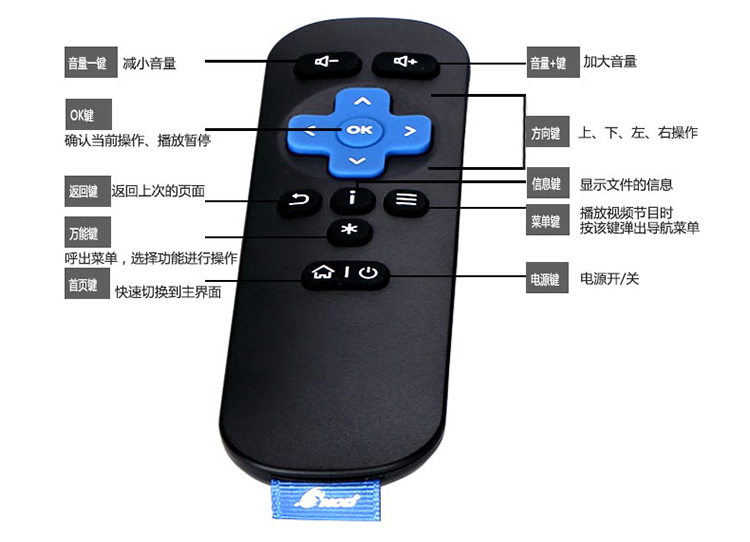 音量一键 减小音量
音量+键 加大音量
OK键
确认当前操作、播放暂停
OK
方向键 上、下、左、右操作
返回键 返回上次的页面
信息键 显示文件的信息
i
万能键
呼出菜单，选择功能进行操作
菜单键 播放视频节目时
按该键弹出导航菜单
首页键 快速切换到主界面
电源键 电源开/关